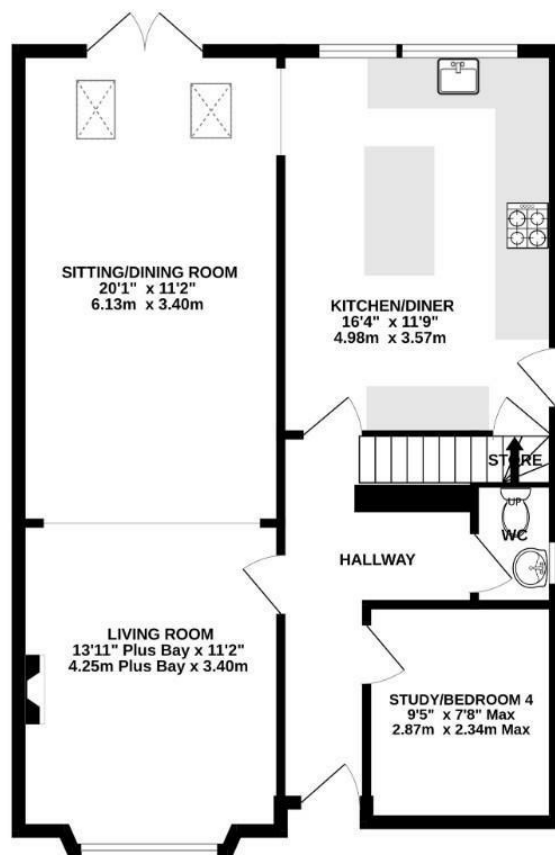 SITTING/DINING ROOM
20'1" x 11'2"
6.13m x 3.40m
KITCHEN/DINER
16'4" x 11'9"
4.98m x 3.57m
STORE
UP
WC
HALLWAY
LIVING ROOM
13'11" Plus Bay x 11'2"
4.25m Plus Bay x 3.40m
STUDY/BEDROOM 4
9'5" x 7'8" Max
2.87m x 2.34m Max